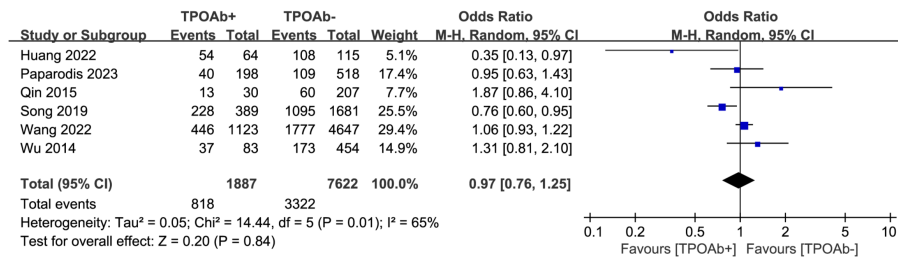 TPOAb+ TPOAb- Odds Ratio Odds Ratio
Study or Subgroup Events Total Events Total Weight M-H, Random, 95% CI M-H, Random, 95% CI
Huang 2022 54 64 108 115 5.1% 0.35 [0.13, 0.97]
Paparodis 2023 40 198 109 518 17.4% 0.95 [0.63, 1.43]
Qin 2015 13 30 60 207 7.7% 1.87 [0.86, 4.10]
Song 2019 228 389 1095 1681 25.5% 0.76 [0.60, 0.95]
Wang 2022 446 1123 1777 4647 29.4% 1.06 [0.93, 1.22]
Wu 2014 37 83 173 454 14.9% 1.31 [0.81, 2.10]
Total (95% CI) 1887 7622 100.0% 0.97 [0.76, 1.25]
Total events 818 3322
Heterogeneity: Tau² = 0.05; Chi² = 14.44, df = 5 (P = 0.01); I² = 65%
Test for overall effect: Z = 0.20 (P = 0.84)
0.1 0.2 0.5 1 2 5 10
Favours [TPOAb+] Favours [TPOAb-]